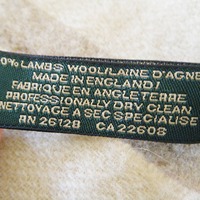 0% LAMBS WOOL/LAINE D'AGNE
MADE IN ENGLAND/
FABRIQUE EN ANGLETERRE
PROFESSIONALLY DRY CLEAN
NETTOYAGE A SEC SPECIALISE
RN 26128 CA 22608